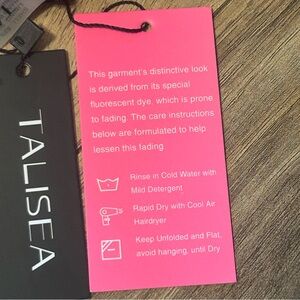 This garment's distinctive look
is derived from its special
fluorescent dye, which is prone
to fading. The care instructions
below are formulated to help
lessen this fading.
Rinse in Cold Water with
Mild Detergent
Rapid Dry with Cool Air
Hairdryer
Keep Unfolded and Flat,
avoid hanging, until Dry
TALISEA